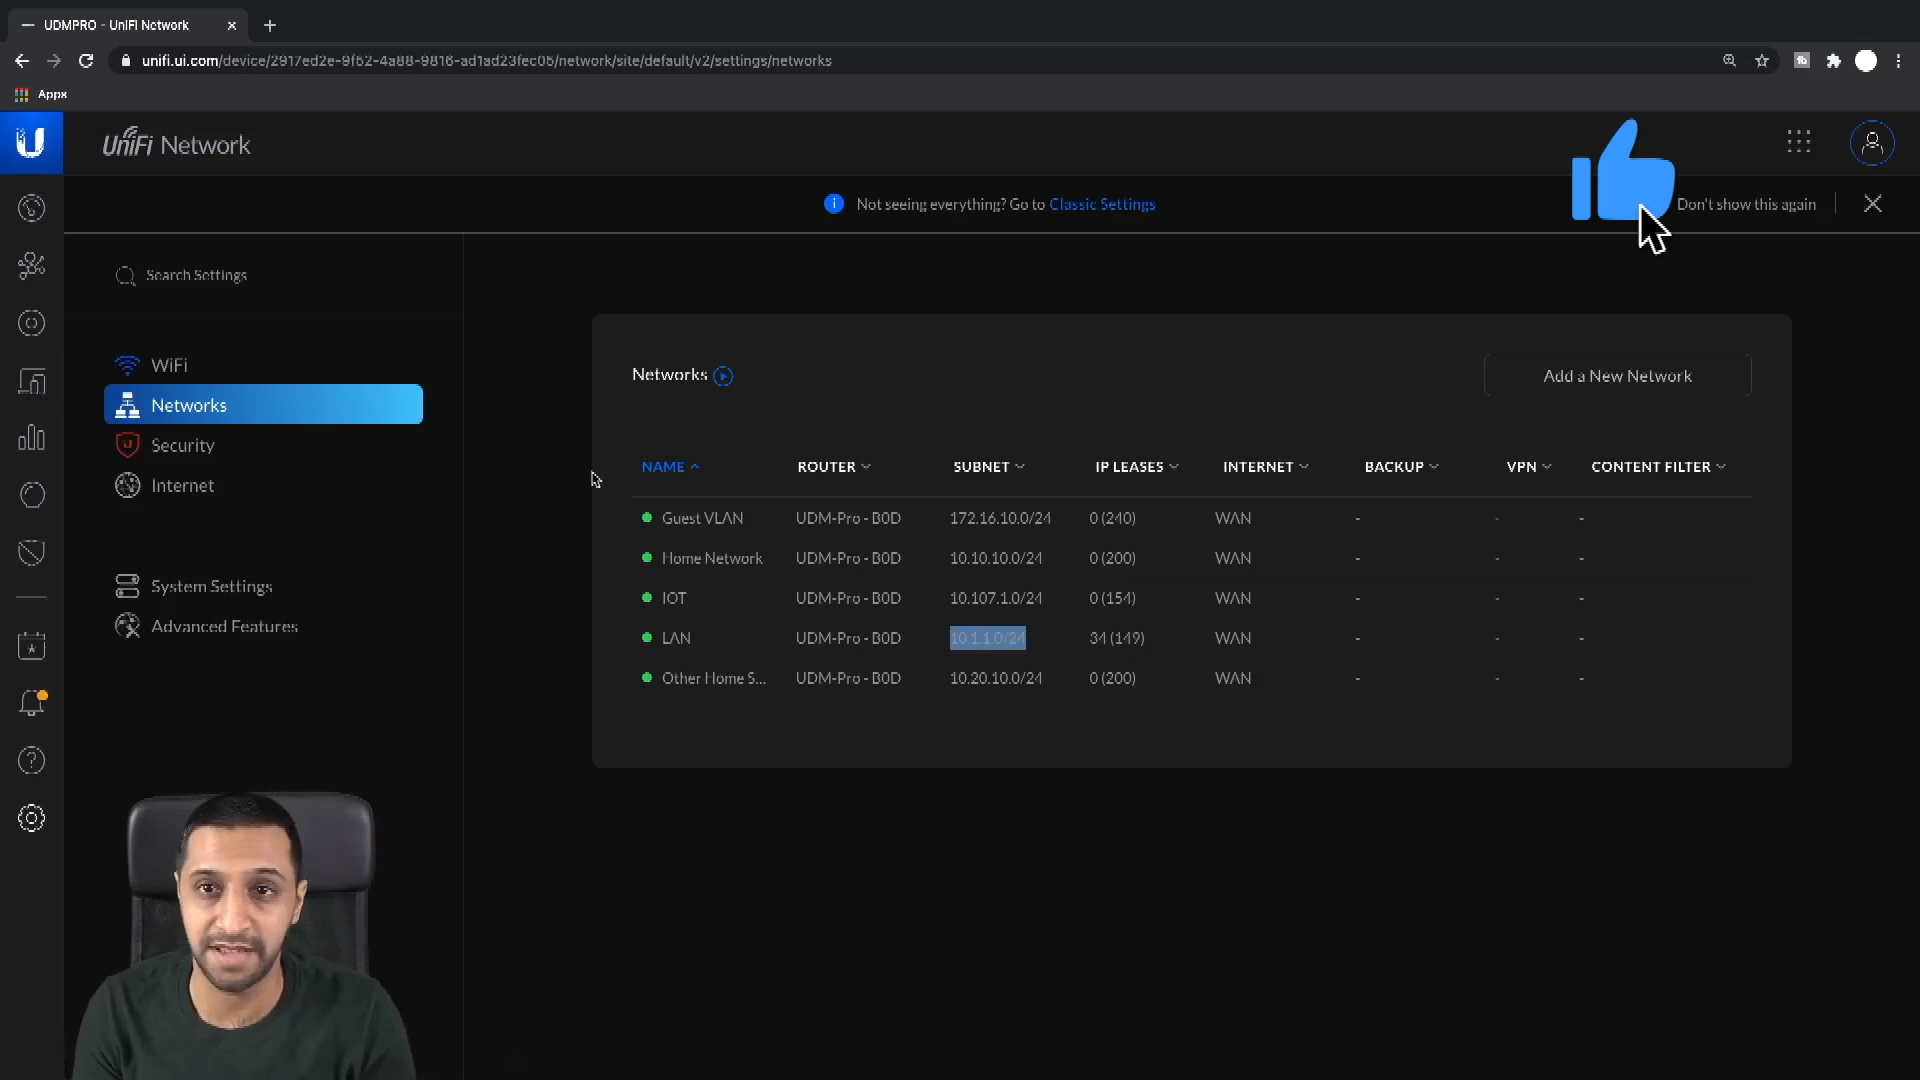 UDMPRO - UniFi Network
unifi.ui.com/device/2917ed2e-9f52-4a88-9816-ad1ad23fec05/network/site/default/v2/settings/networks
Apps
UniFi Network
Not seeing everything? Go to Classic Settings
Don't show this again
Search Settings
WiFi
Networks
Security
Internet
System Settings
Advanced Features
Networks
Add a New Network
NAME ROUTER SUBNET IP LEASES INTERNET BACKUP VPN CONTENT FILTER
Guest VLAN UDM-Pro - B0D 172.16.10.0/24 0 (240) WAN - - -
Home Network UDM-Pro - B0D 10.10.10.0/24 0 (200) WAN - - -
IOT UDM-Pro - B0D 10.107.1.0/24 0 (154) WAN - - -
LAN UDM-Pro - B0D 10.1.1.0/24 34 (149) WAN - - -
Other Home S... UDM-Pro - B0D 10.20.10.0/24 0 (200) WAN - - -